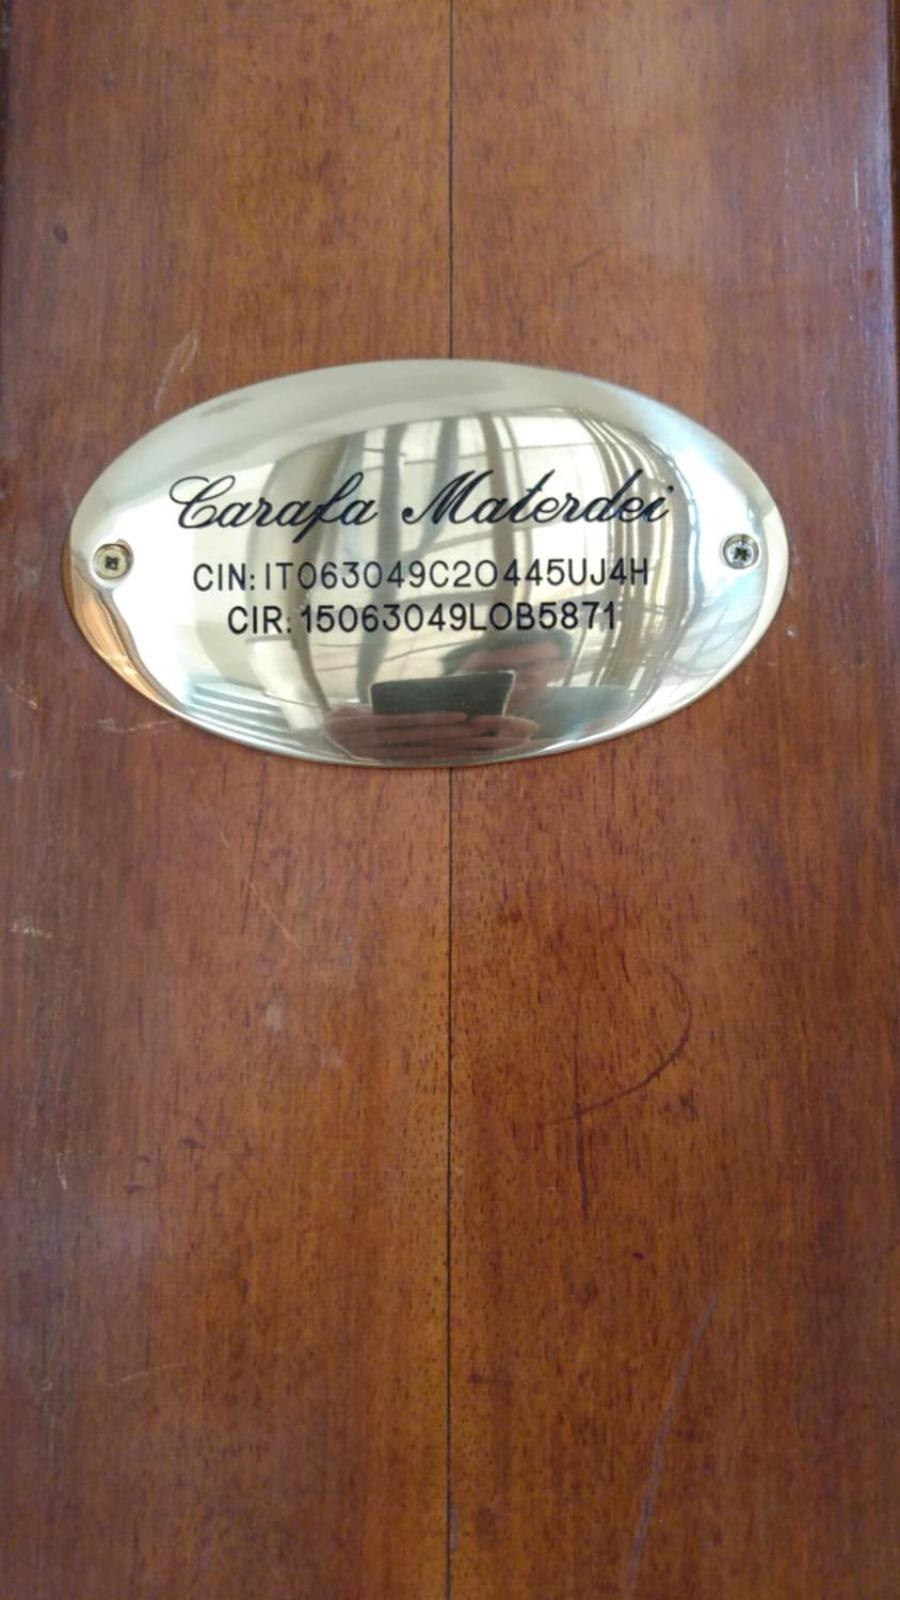 Carafa Materdei
CIN: IT063049C2O445UJ4H
CIR: 15063049LOB5871